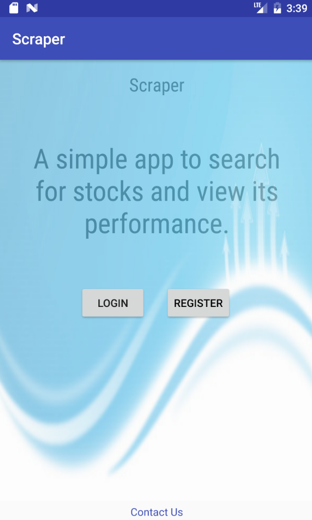 LTE 3:39
Scraper
Scraper
A simple app to search
for stocks and view its
performance.
LOGIN REGISTER
Contact Us